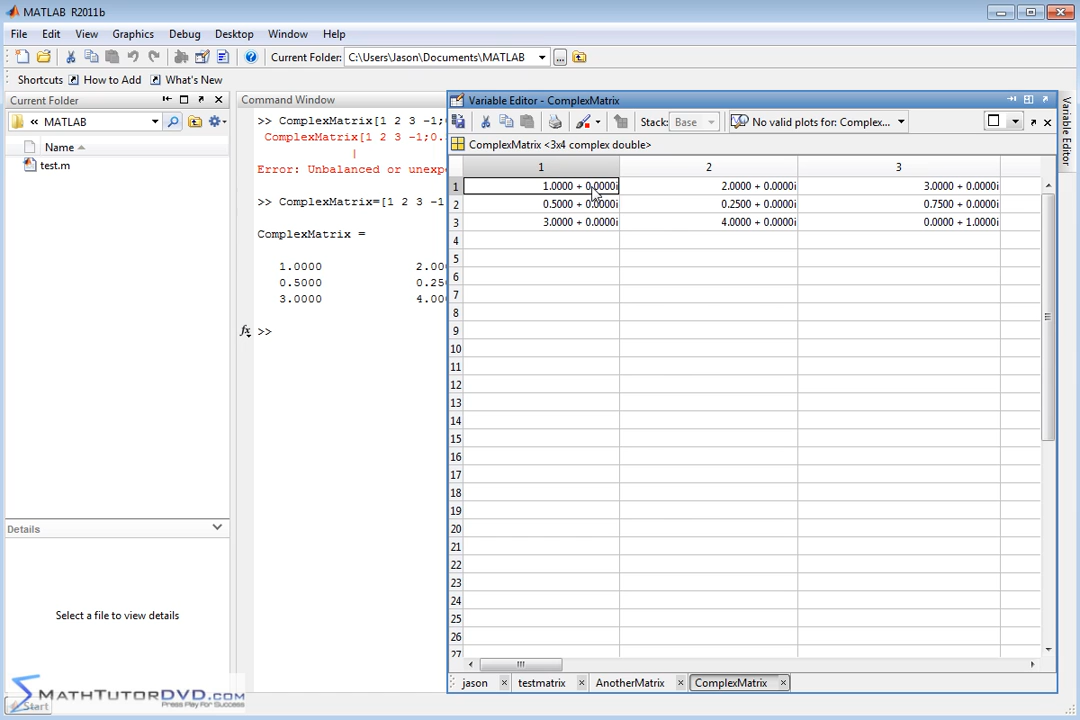 MATLAB R2011b
File Edit View Graphics Debug Desktop Window Help
Current Folder: C:\Users\Jason\Documents\MATLAB
Shortcuts How to Add What's New
Current Folder
« MATLAB
Name
test.m
Details
Select a file to view details
MATHTUTORDVD.COM
Press Play For Success
Start
Command Window
>> ComplexMatrix[1 2 3 -1;0
ComplexMatrix[1 2 3 -1;0.
|
Error: Unbalanced or unexp
>> ComplexMatrix=[1 2 3 -1
ComplexMatrix =
1.0000 2.00
0.5000 0.25
3.0000 4.00
fx >>
Variable Editor - ComplexMatrix
Stack: Base No valid plots for: Complex...
ComplexMatrix <3x4 complex double>
1 2 3
1 1.0000 + 0.0000i 2.0000 + 0.0000i 3.0000 + 0.0000i
2 0.5000 + 0.0000i 0.2500 + 0.0000i 0.7500 + 0.0000i
3 3.0000 + 0.0000i 4.0000 + 0.0000i 0.0000 + 1.0000i
4
5
6
7
8
9
10
11
12
13
14
15
16
17
18
19
20
21
22
23
24
25
26
27
jason testmatrix AnotherMatrix ComplexMatrix
Variable Editor